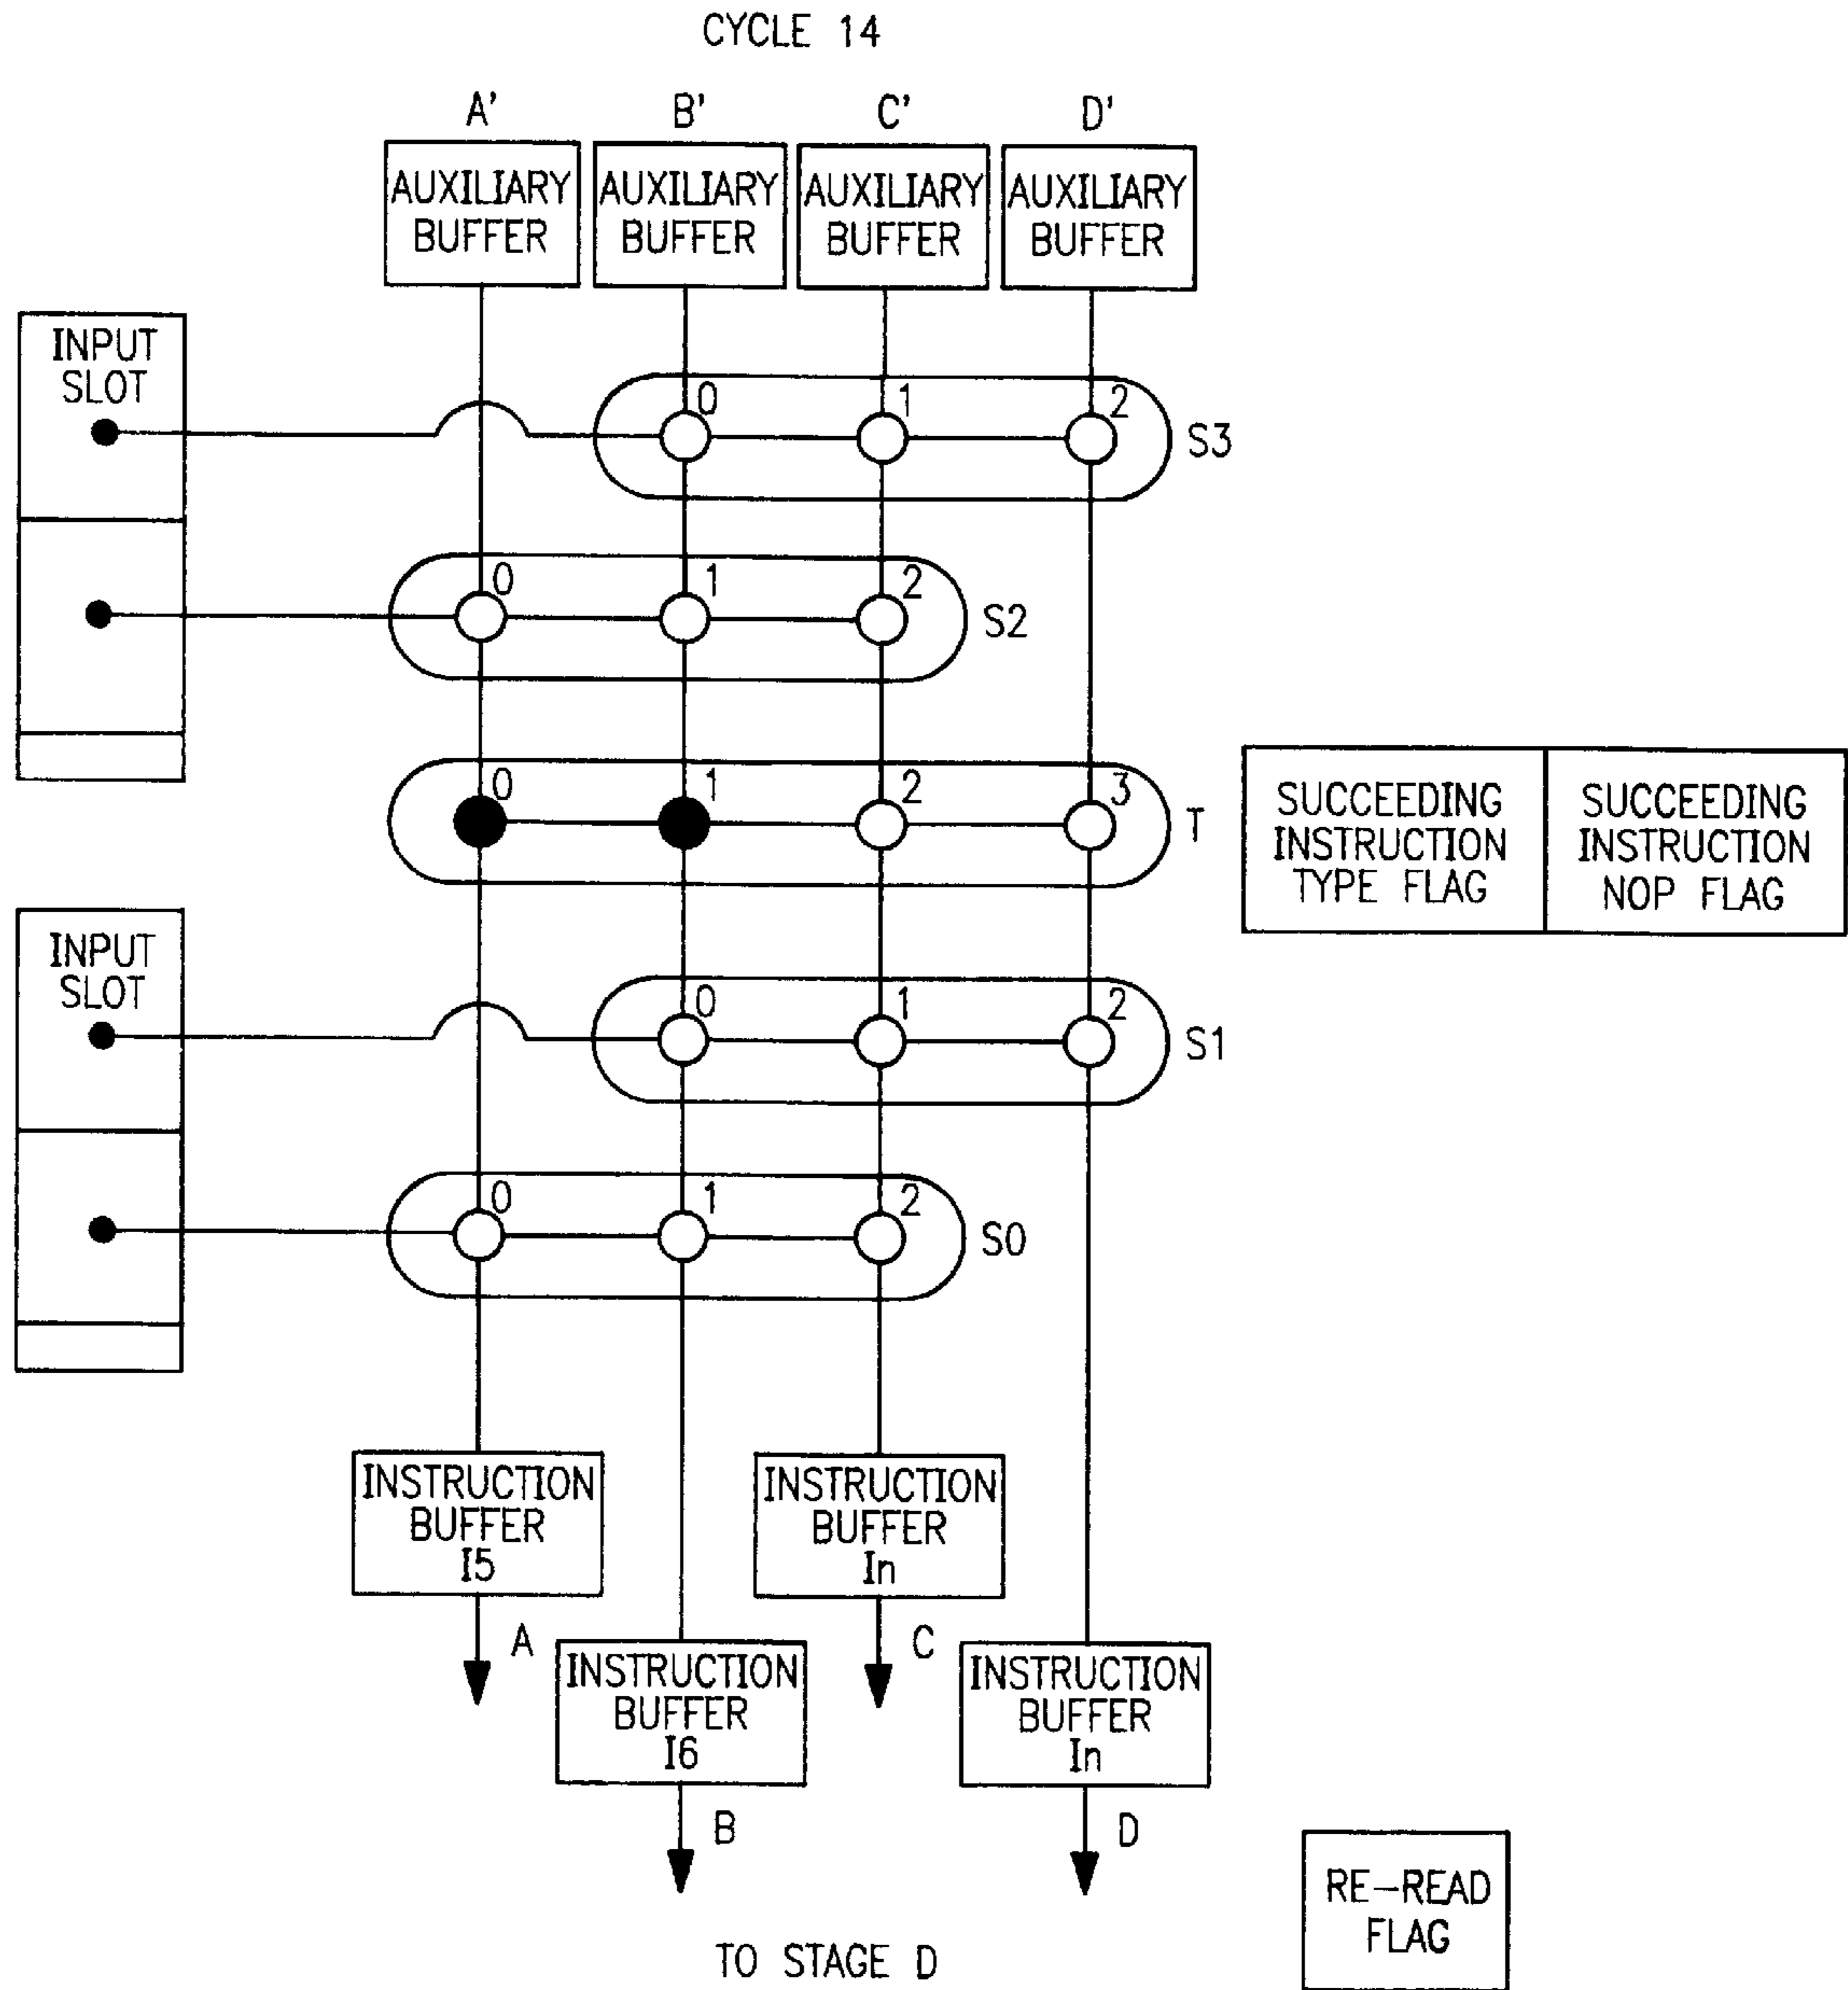 CYCLE 14
A' B' C' D'
AUXILIARY
BUFFER
AUXILIARY
BUFFER
AUXILIARY
BUFFER
AUXILIARY
BUFFER
INPUT
SLOT
0 1 2 S3
0 1 2 S2
0 1 2 3 T
SUCCEEDING
INSTRUCTION
TYPE FLAG
SUCCEEDING
INSTRUCTION
NOP FLAG
INPUT
SLOT
0 1 2 S1
0 1 2 S0
INSTRUCTION
BUFFER
I5
A
INSTRUCTION
BUFFER
In
C
INSTRUCTION
BUFFER
I6
B
INSTRUCTION
BUFFER
In
D
RE-READ
FLAG
TO STAGE D